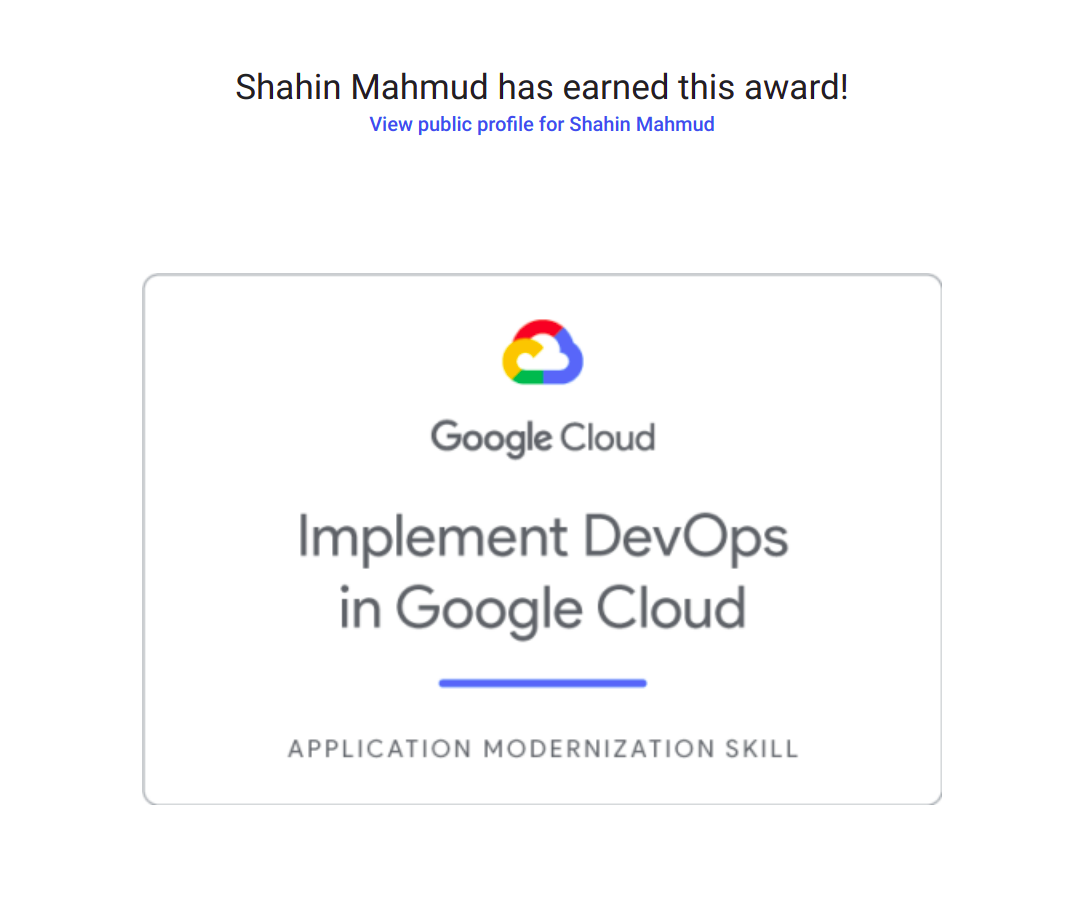 Shahin Mahmud has earned this award!
View public profile for Shahin Mahmud
Google Cloud
Implement DevOps
in Google Cloud
APPLICATION MODERNIZATION SKILL